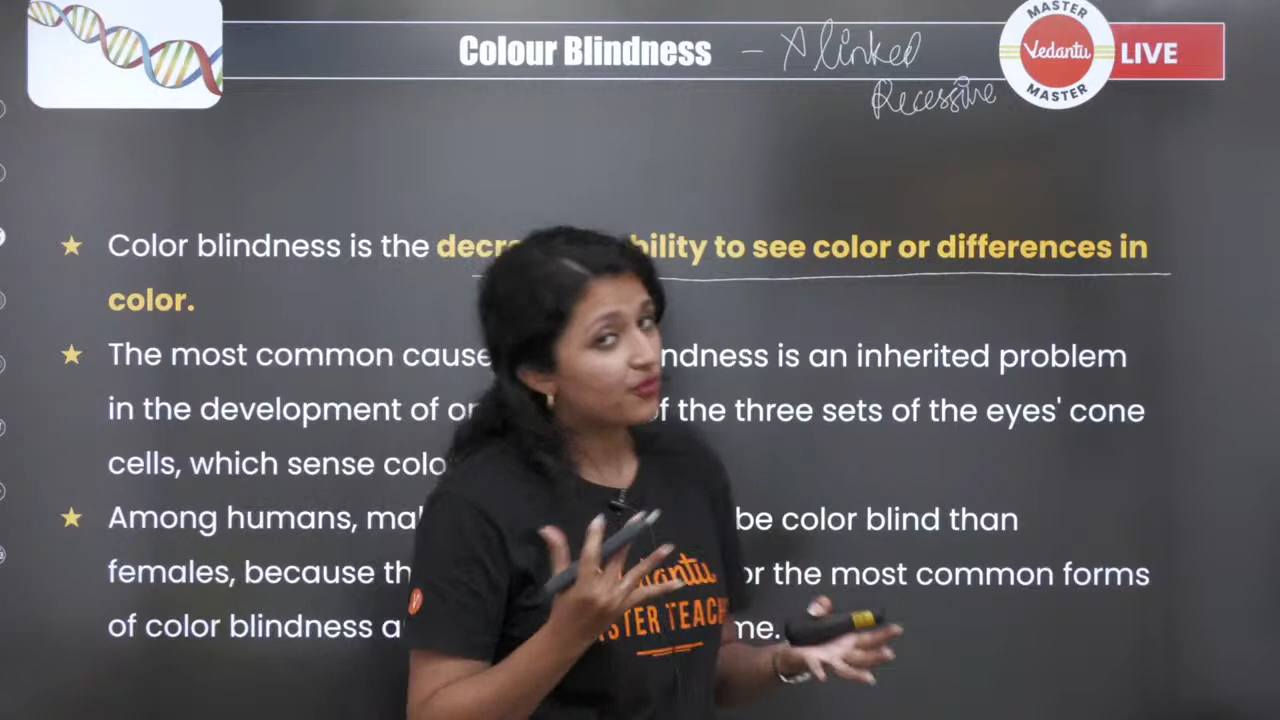 Colour Blindness - X linked
Recessive
MASTER
Vedantu
MASTER
LIVE
★ Color blindness is the decre bility to see color or differences in
color.
★ The most common cause ndness is an inherited problem
in the development of of the three sets of the eyes' cone
cells, which sense colo
★ Among humans, mal be color blind than
females, because th or the most common forms
of color blindness a me.
antu
STER TEACH